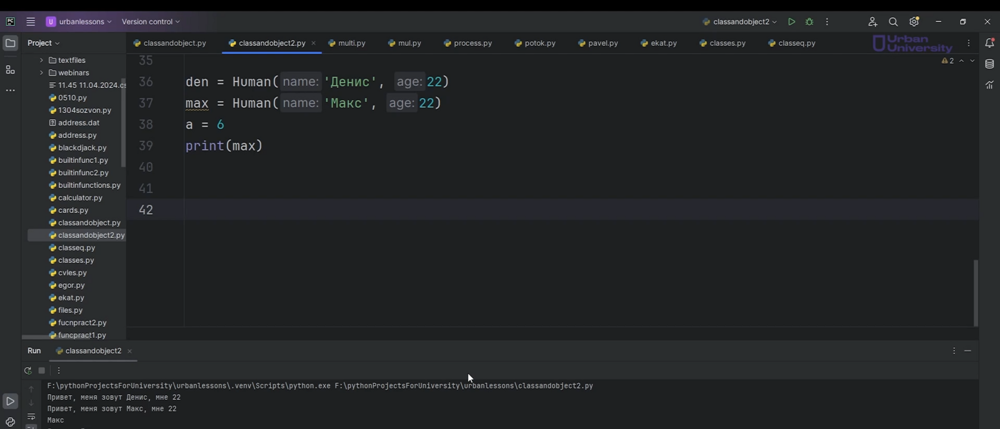 urbanlessons Version control classandobject2
Project classandobject.py classandobject2.py multi.py mul.py process.py potok.py pavel.py ekat.py classes.py classeq.py
Urban
University
2
textfiles
webinars
11.45 11.04.2024.cs
0510.py
1304sozvon.py
address.dat
address.py
blackdjack.py
builtinfunc1.py
builtinfunc2.py
builtinfunctions.py
calculator.py
cards.py
classandobject.py
classandobject2.py
classeq.py
classes.py
cvles.py
egor.py
ekat.py
files.py
fucnpract2.py
funcpract1.py
35
36 den = Human( name: 'Денис', age: 22)
37 max = Human( name: 'Макс', age: 22)
38 a = 6
39 print(max)
40
41
42
Run classandobject2
F:\pythonProjectsForUniversity\urbanlessons\.venv\Scripts\python.exe F:\pythonProjectsForUniversity\urbanlessons\classandobject2.py
Привет, меня зовут Денис, мне 22
Привет, меня зовут Макс, мне 22
Макс